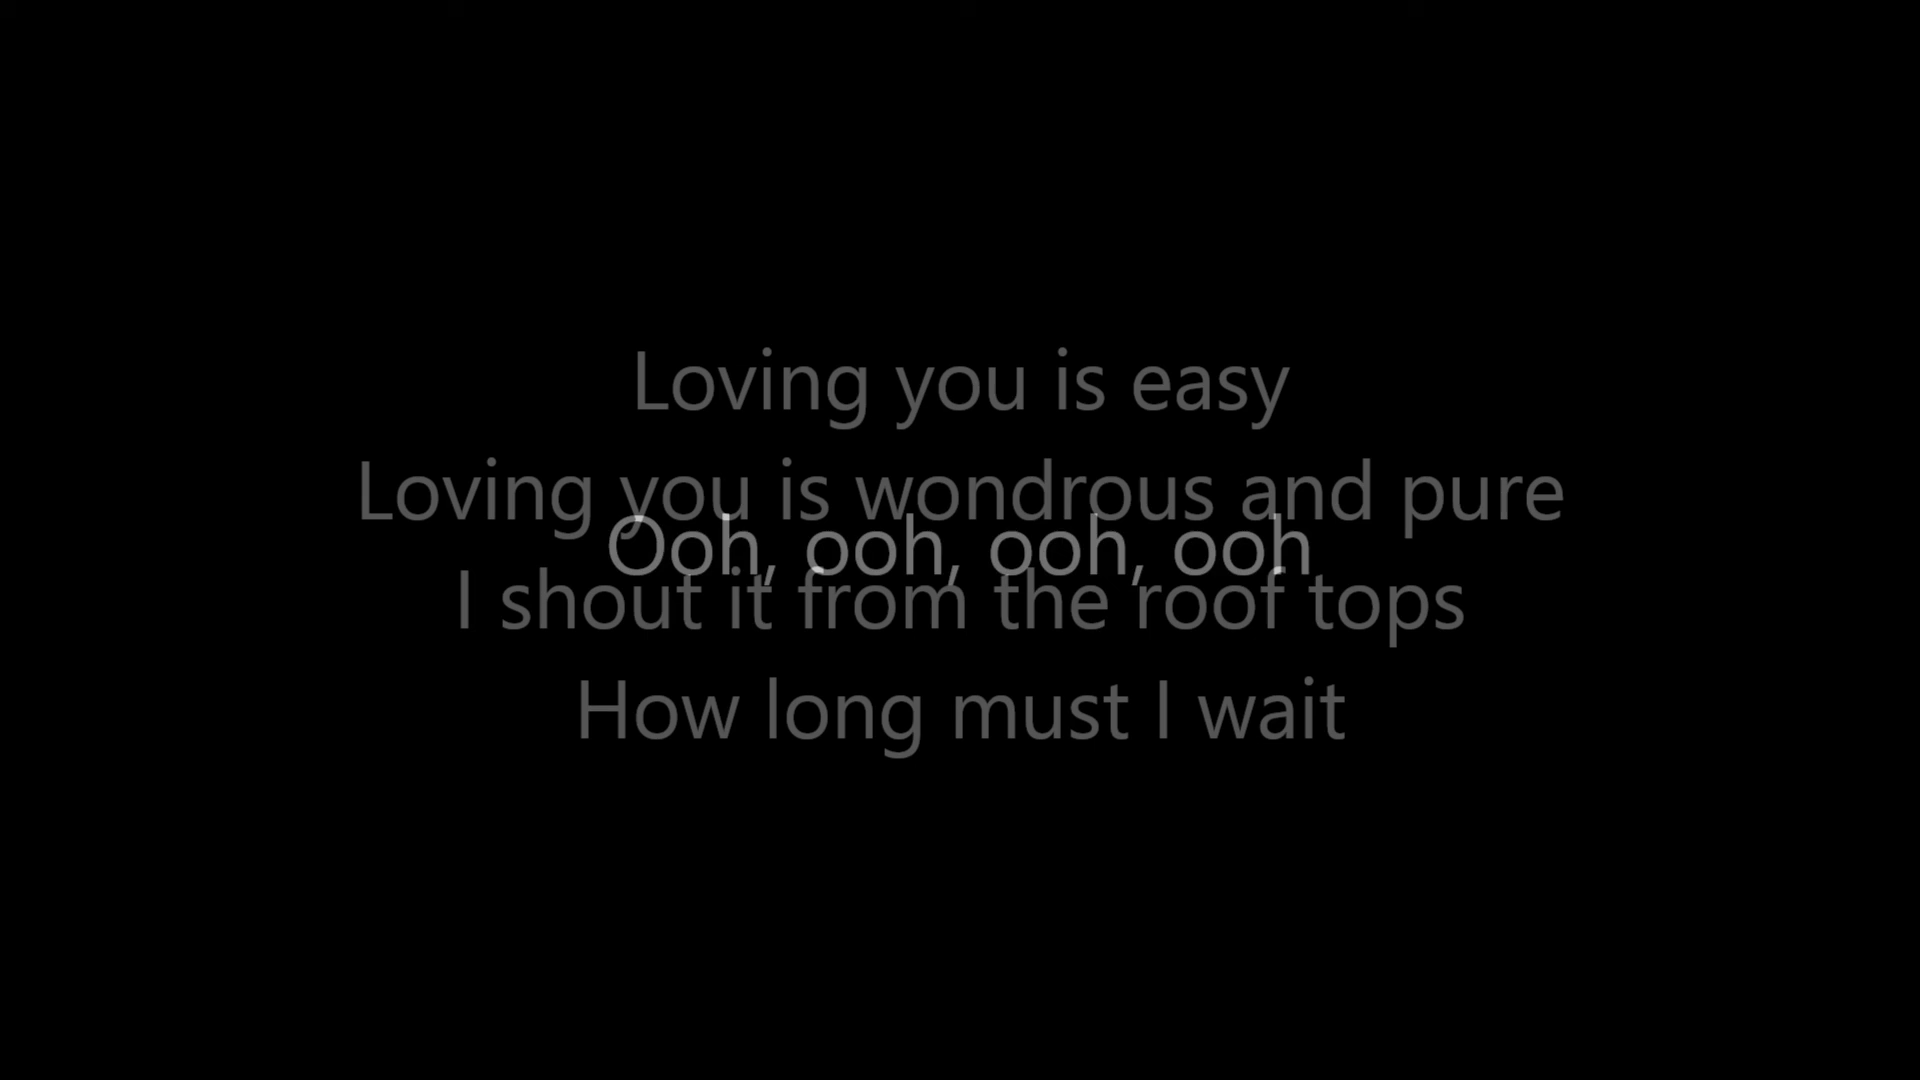 Loving you is easy
Loving you is wondrous and pure
Ooh, ooh, ooh, ooh
I shout it from the roof tops
How long must I wait